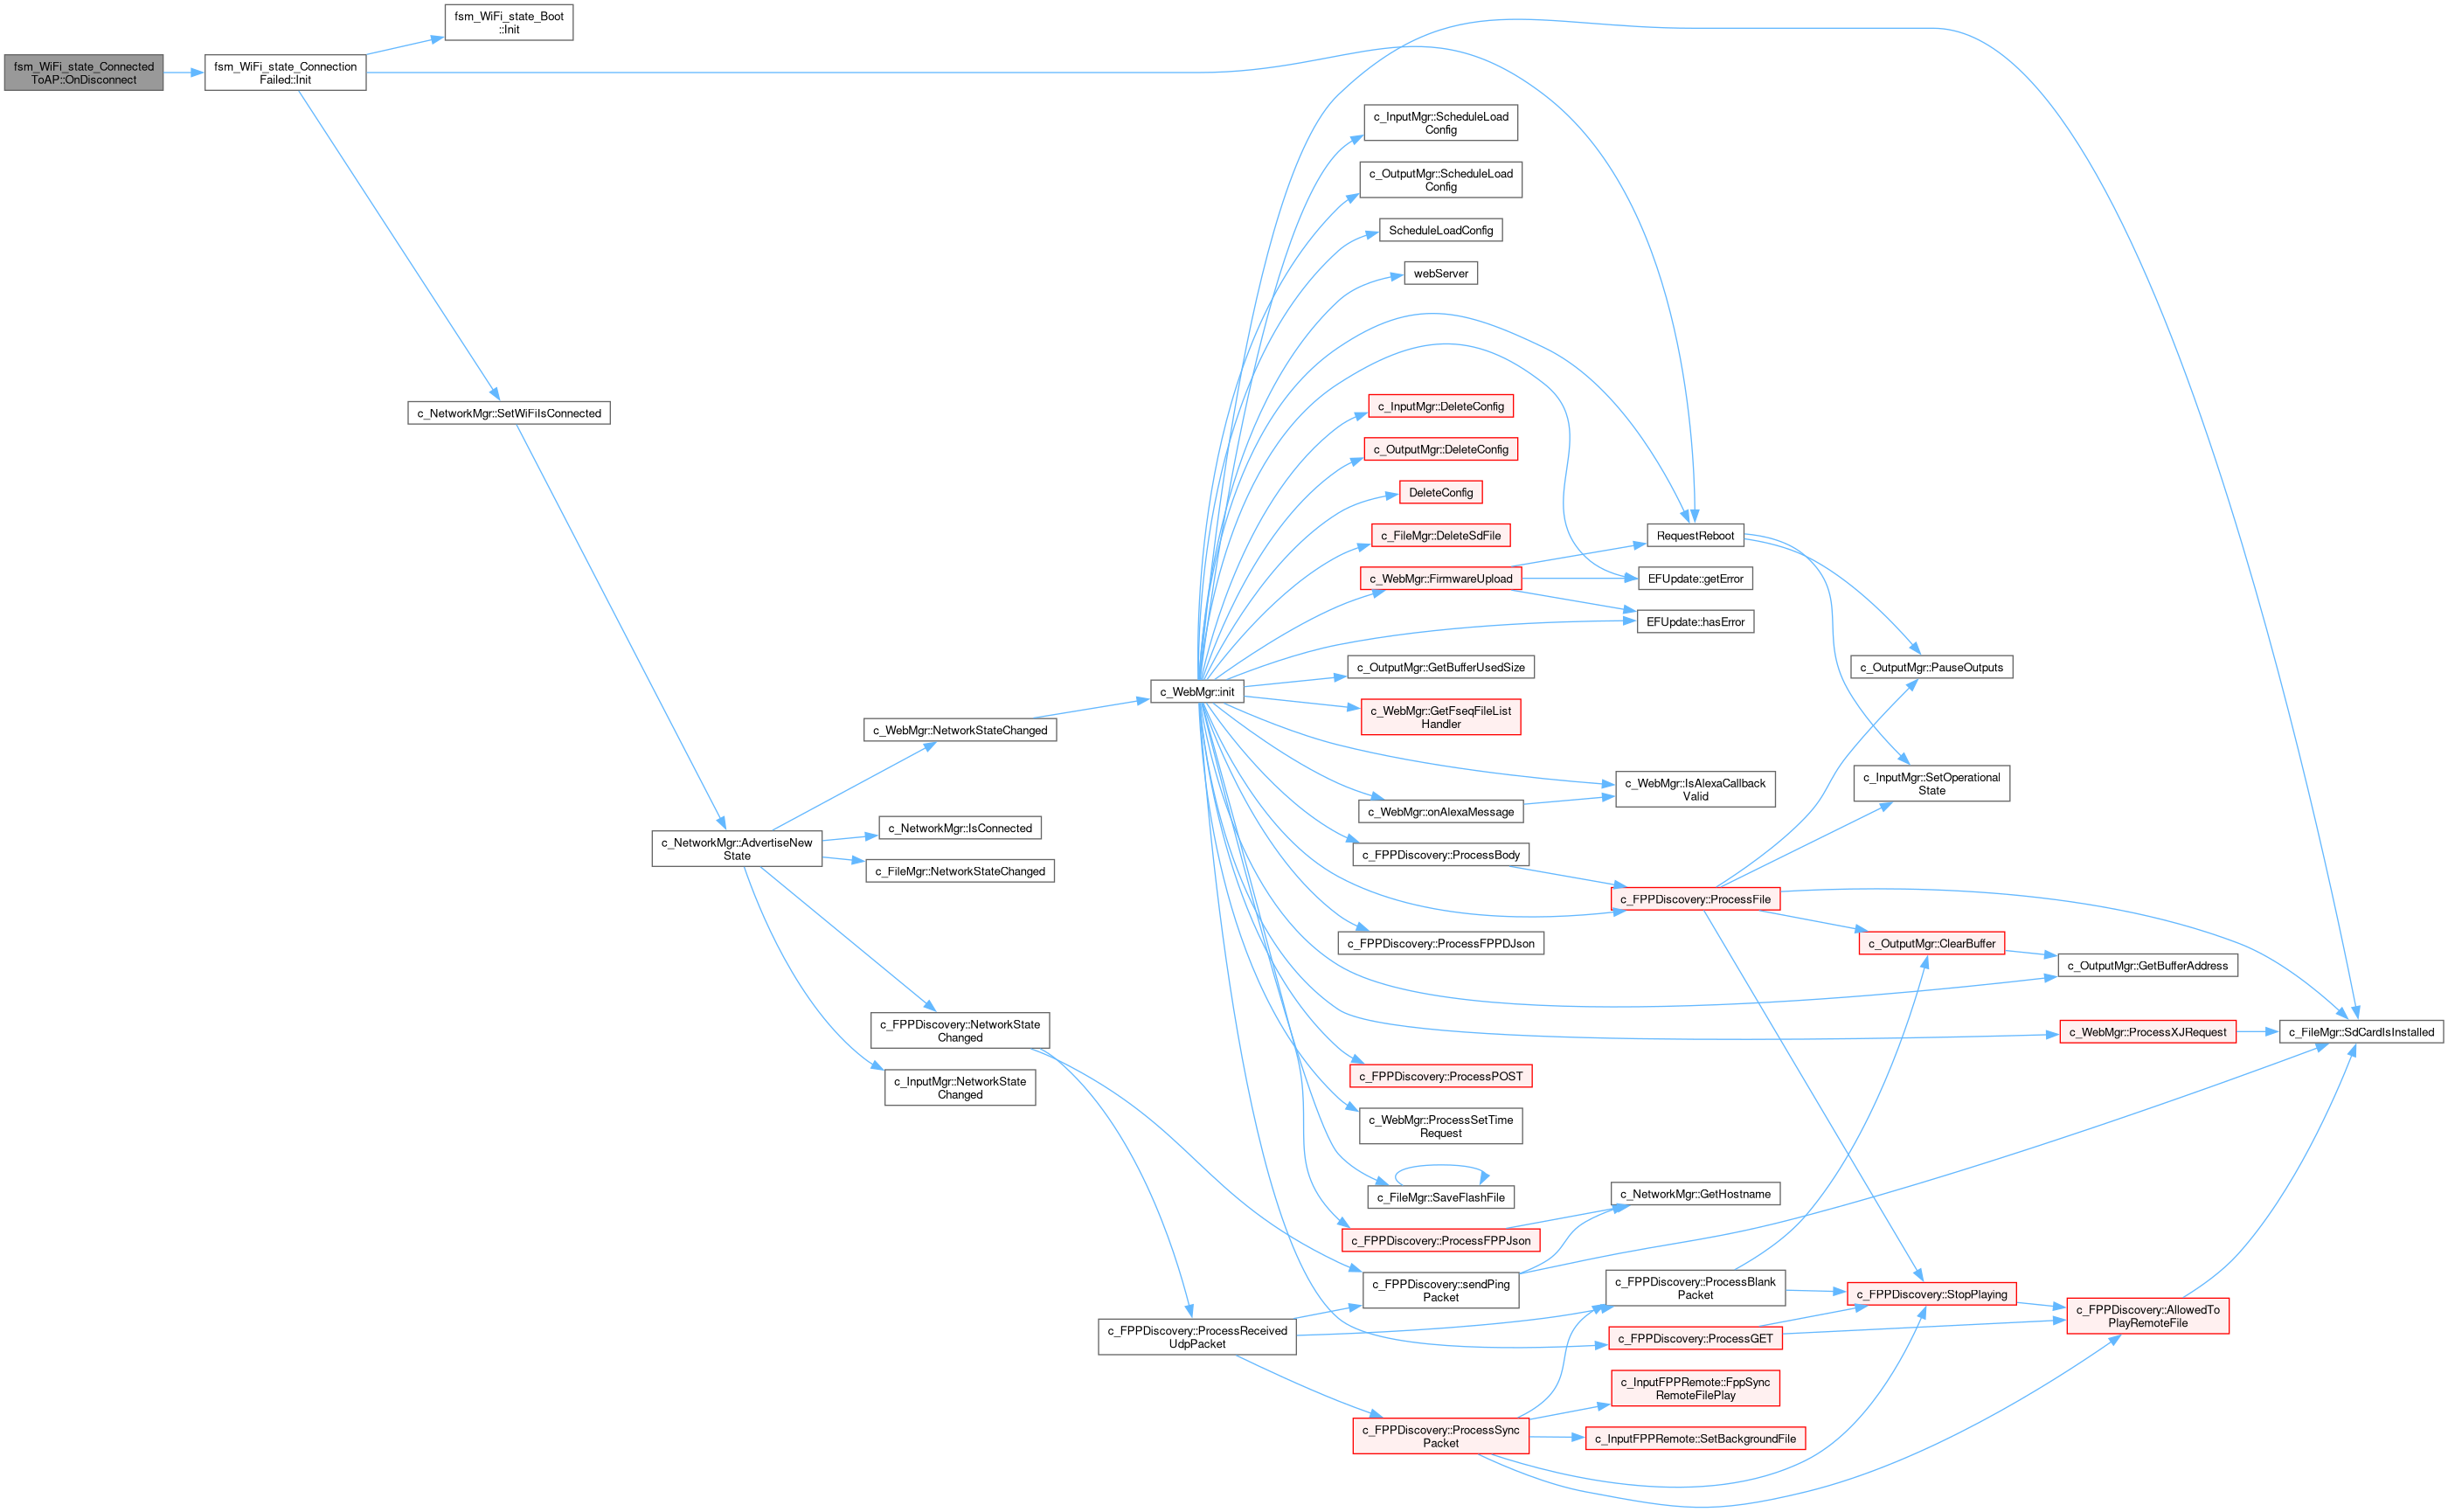 fsm_WiFi_state_Connected
ToAP::OnDisconnect
fsm_WiFi_state_Connection
Failed::Init
fsm_WiFi_state_Boot
::Init
c_NetworkMgr::SetWiFiIsConnected
c_NetworkMgr::AdvertiseNew
State
c_WebMgr::NetworkStateChanged
c_NetworkMgr::IsConnected
c_FileMgr::NetworkStateChanged
c_FPPDiscovery::NetworkState
Changed
c_InputMgr::NetworkState
Changed
c_WebMgr::init
c_FPPDiscovery::ProcessReceived
UdpPacket
c_InputMgr::ScheduleLoad
Config
c_OutputMgr::ScheduleLoad
Config
ScheduleLoadConfig
webServer
c_InputMgr::DeleteConfig
c_OutputMgr::DeleteConfig
DeleteConfig
c_FileMgr::DeleteSdFile
c_WebMgr::FirmwareUpload
c_OutputMgr::GetBufferUsedSize
c_WebMgr::GetFseqFileList
Handler
c_WebMgr::onAlexaMessage
c_FPPDiscovery::ProcessBody
c_FPPDiscovery::ProcessFPPDJson
c_FPPDiscovery::ProcessPOST
c_WebMgr::ProcessSetTime
Request
c_FileMgr::SaveFlashFile
c_FPPDiscovery::ProcessFPPJson
c_FPPDiscovery::sendPing
Packet
c_FPPDiscovery::ProcessSync
Packet
RequestReboot
EFUpdate::getError
EFUpdate::hasError
c_WebMgr::IsAlexaCallback
Valid
c_FPPDiscovery::ProcessFile
c_NetworkMgr::GetHostname
c_FPPDiscovery::ProcessBlank
Packet
c_FPPDiscovery::ProcessGET
c_InputFPPRemote::FppSync
RemoteFilePlay
c_InputFPPRemote::SetBackgroundFile
c_OutputMgr::PauseOutputs
c_InputMgr::SetOperational
State
c_OutputMgr::ClearBuffer
c_FPPDiscovery::StopPlaying
c_OutputMgr::GetBufferAddress
c_WebMgr::ProcessXJRequest
c_FPPDiscovery::AllowedTo
PlayRemoteFile
c_FileMgr::SdCardIsInstalled